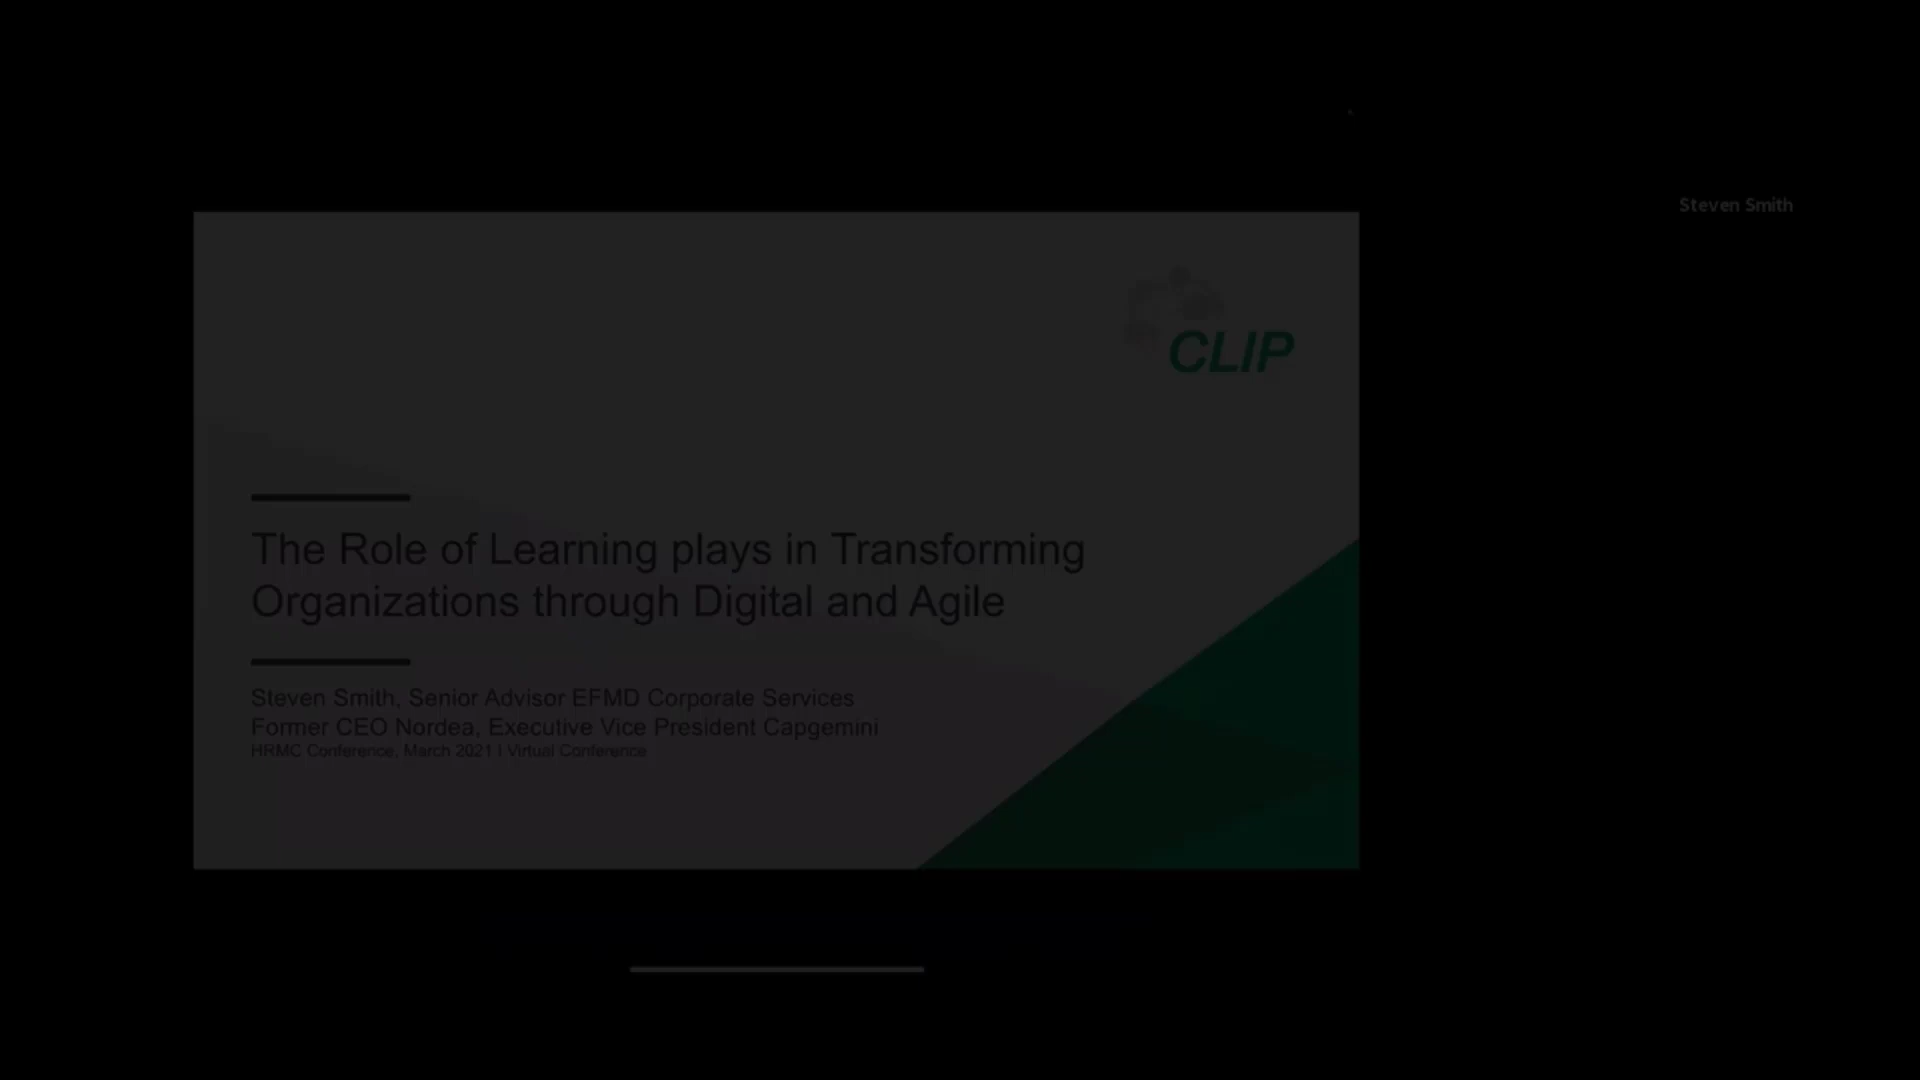 Steven Smith
CLIP
The Role of Learning plays in Transforming
Organizations through Digital and Agile
Steven Smith, Senior Advisor EFMD Corporate Services
Former CEO Nordea, Executive Vice President Capgemini
HRMC Conference, March 2021 | Virtual Conference